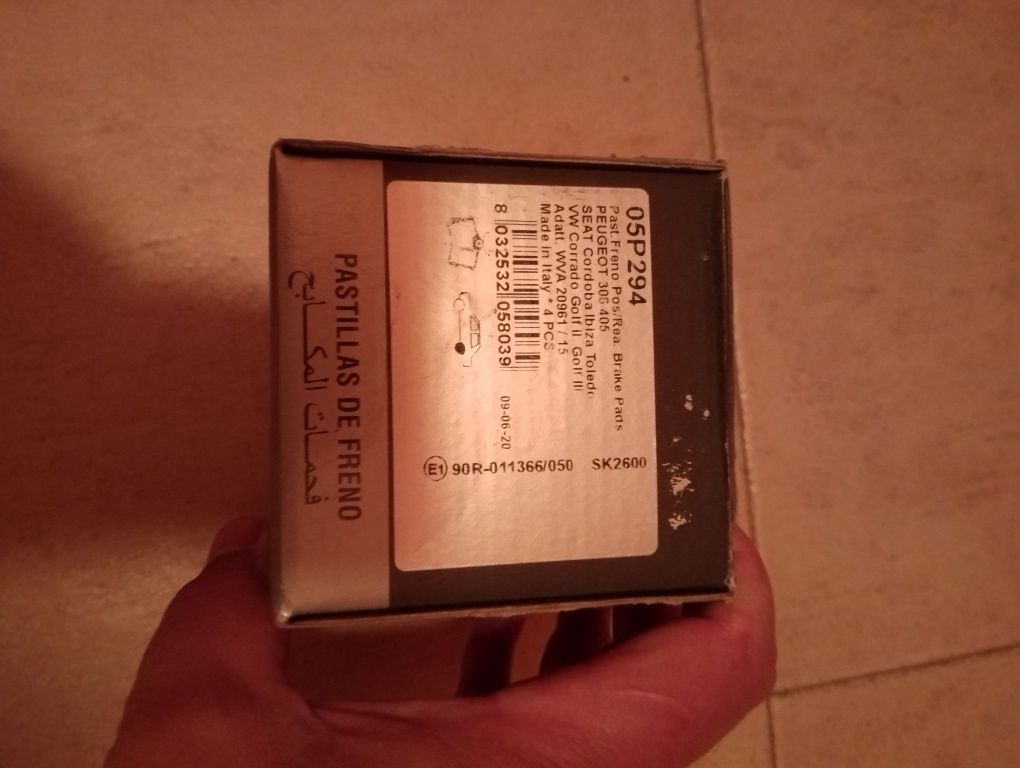 05P294
Past.Freno Pos/Rea. Brake Pads
PEUGEOT 306 405
SEAT Cordoba Ibiza Toledo
VW Corrado Golf II Golf III
Adatt. WVA 20961 / 15
Made in Italy * 4 PCS
8 032532 058039
09-06-20
E1 90R-011366/050 SK2600
PASTILLAS DE FRENO
فحمات المكابح